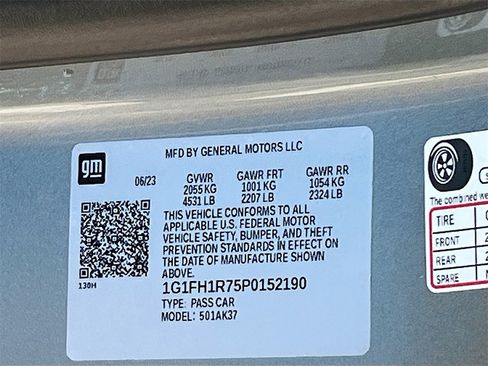 gm
MFD BY GENERAL MOTORS LLC
06/23 GVWR GAWR FRT GAWR RR
2055 KG 1001 KG 1054 KG
4531 LB 2207 LB 2324 LB
THIS VEHICLE CONFORMS TO ALL
APPLICABLE U.S. FEDERAL MOTOR
VEHICLE SAFETY, BUMPER, AND THEFT
PREVENTION STANDARDS IN EFFECT ON
THE DATE OF MANUFACTURE SHOWN
ABOVE.
130H
1G1FH1R75P0152190
TYPE: PASS CAR
MODEL: 501AK37
The combined we
TIRE
FRONT
REAR
SPARE